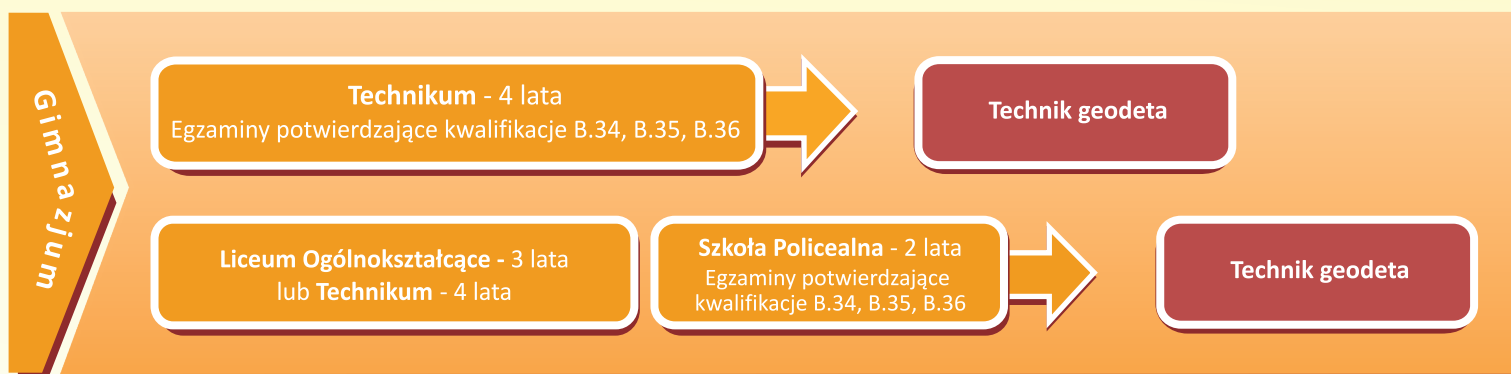 Gimnazjum
Technikum - 4 lata
Egzaminy potwierdzające kwalifikacje B.34, B.35, B.36
Technik geodeta
Liceum Ogólnokształcące - 3 lata
lub Technikum - 4 lata
Szkoła Policealna - 2 lata
Egzaminy potwierdzające
kwalifikacje B.34, B.35, B.36
Technik geodeta